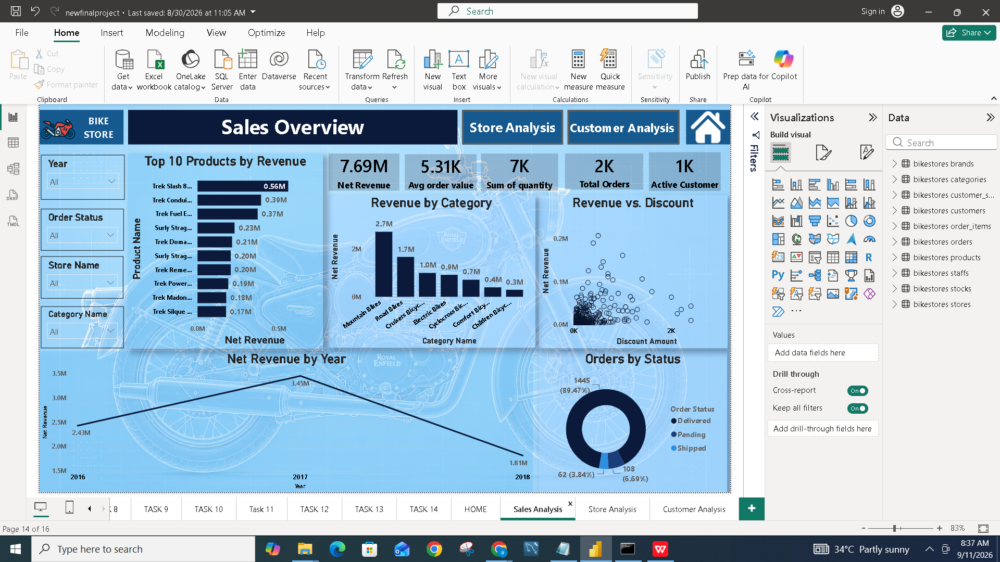 newfinalproject • Last saved: 8/30/2026 at 11:05 AM
Search
Sign in
File
Home
Insert
Modeling
View
Optimize
Help
Share
Paste
Cut
Copy
Format painter
Clipboard
Get data
Excel workbook
OneLake catalog
SQL Server
Enter data
Dataverse
Recent sources
Data
Transform data
Refresh
Queries
New visual
Text box
More visuals
Insert
New visual calculation
New measure
Quick measure
Calculations
Sensitivity
Sensitivity
Publish
Share
Prep data for AI
Copilot
Copilot
DAX
TMDL
BIKE STORE
Sales Overview
Store Analysis
Customer Analysis
Year
All
Order Status
All
Store Name
All
Category Name
All
Top 10 Products by Revenue
Product Name
Trek Slash 8... 0.56M
Trek Condui... 0.39M
Trek Fuel E... 0.37M
Surly Strag... 0.23M
Trek Doma... 0.21M
Surly Strag... 0.20M
Trek Reme... 0.20M
Trek Power... 0.19M
Trek Madon... 0.18M
Trek Silque ... 0.17M
0.0M 0.5M
Net Revenue
7.69M
Net Revenue
5.31K
Avg order value
7K
Sum of quantity
2K
Total Orders
1K
Active Customer
Revenue by Category
Net Revenue
2M
0M
2.7M
1.7M
1.0M
0.9M
0.7M
0.4M
0.3M
Mountain Bikes
Road Bikes
Cruisers Bicyc...
Electric Bikes
Cyclocross Bic...
Comfort Bicy...
Children Bicyc...
Category Name
ROYAL ENFIELD
Revenue vs. Discount
Net Revenue
0.2M
0.1M
0.0M
0K 2K
Discount Amount
Net Revenue by Year
ROYAL ENFIELD
Net Revenue
3.5M
3.0M
2.5M
2.0M
1.5M
2.43M
3.45M
1.81M
2016 2017 2018
Year
Orders by Status
1445
(89.47%)
62 (3.84%)
108
(6.69%)
Order Status
Delivered
Pending
Shipped
Filters
Visualizations
Build visual
123
R
Py
...
Values
Add data fields here
Drill through
Cross-report
On
Keep all filters
On
Add drill-through fields here
Data
Search
bikestores brands
bikestores categories
bikestores customer_s...
bikestores customers
bikestores order_items
bikestores orders
bikestores products
bikestores staffs
bikestores stocks
bikestores stores
8
TASK 9
TASK 10
Task 11
TASK 12
TASK 13
TASK 14
HOME
Sales Analysis
x
Store Analysis
Customer Analysis
+
Page 14 of 16
- + 83%
Type here to search
34°C Partly sunny
8:37 AM
9/11/2026